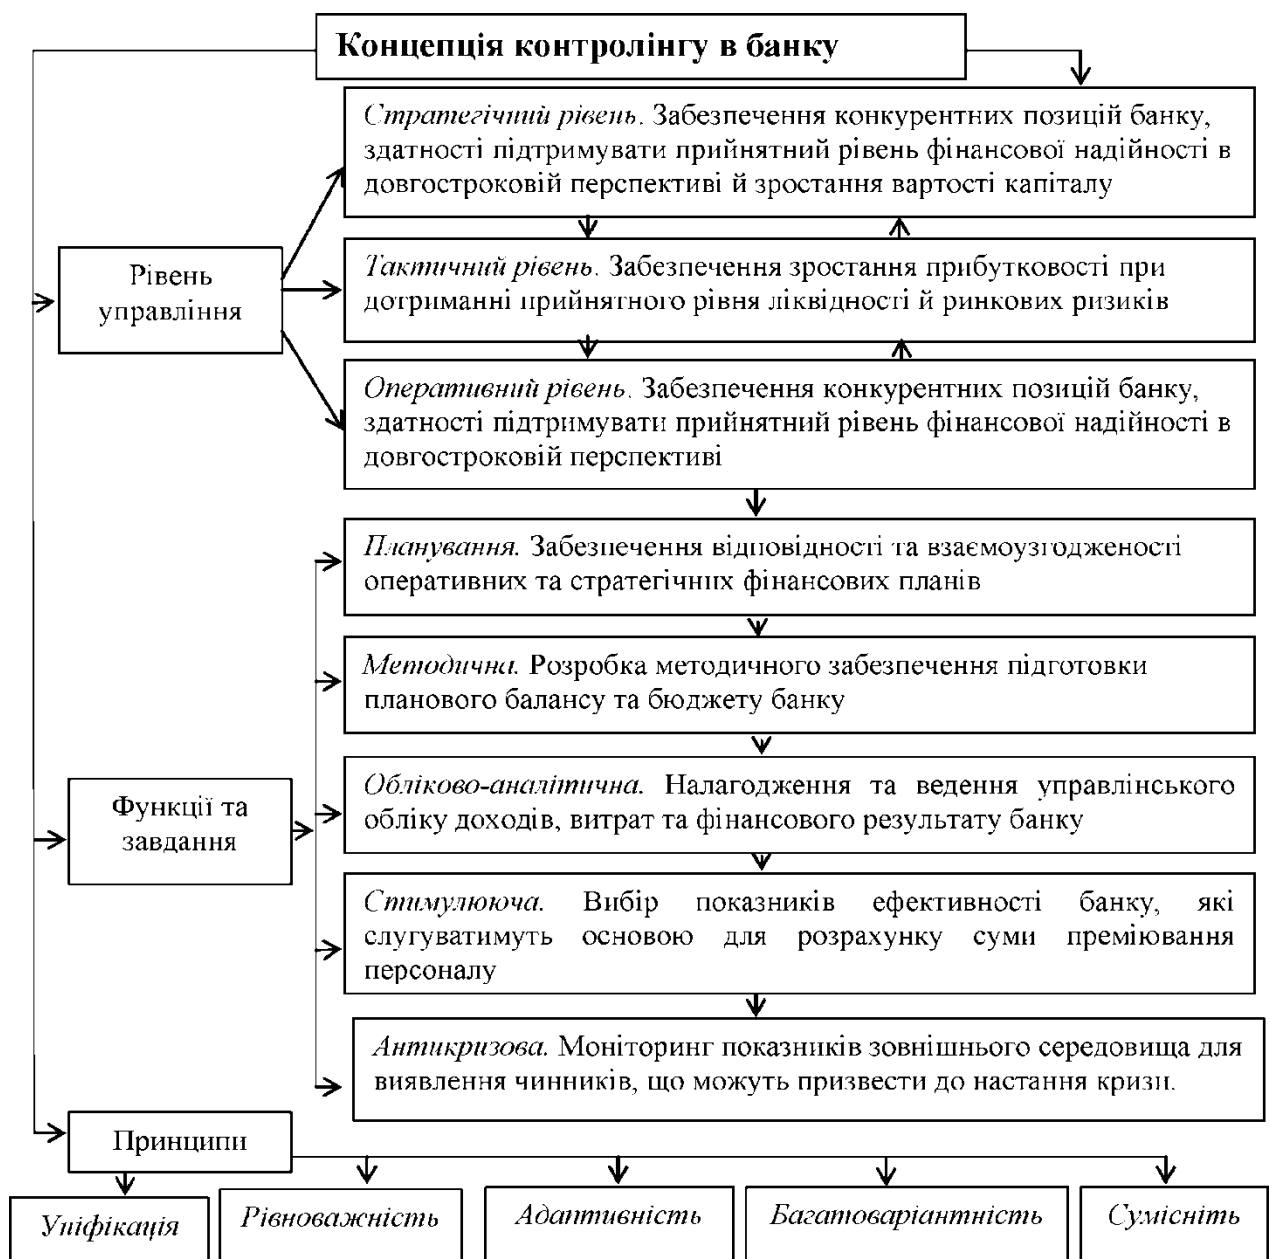 Концепція контролінгу в банку
Стратегічний рівень. Забезпечення конкурентних позицій банку,
здатності підтримувати прийнятний рівень фінансової надійності в
довгостроковій перспективі й зростання вартості капіталу
Рівень
управління
Тактичний рівень. Забезпечення зростання прибутковості при
дотриманні прийнятного рівня ліквідності й ринкових ризиків
Оперативний рівень. Забезпечення конкурентних позицій банку,
здатності підтримувати прийнятний рівень фінансової надійності в
довгостроковій перспективі
Планування. Забезпечення відповідності та взаємоузгодженості
оперативних та стратегічних фінансових планів
Методична. Розробка методичного забезпечення підготовки
планового балансу та бюджету банку
Функції та
завдання
Обліково-аналітична. Налагодження та ведення управлінського
обліку доходів, витрат та фінансового результату банку
Стимулююча. Вибір показників ефективності банку, які
слугуватимуть основою для розрахунку суми преміювання
персоналу
Антикризова. Моніторинг показників зовнішнього середовища для
виявлення чинників, що можуть призвести до настання кризи.
Принципи
Уніфікація
Рівноважність
Адаптивність
Багатоваріантність
Сумісніть